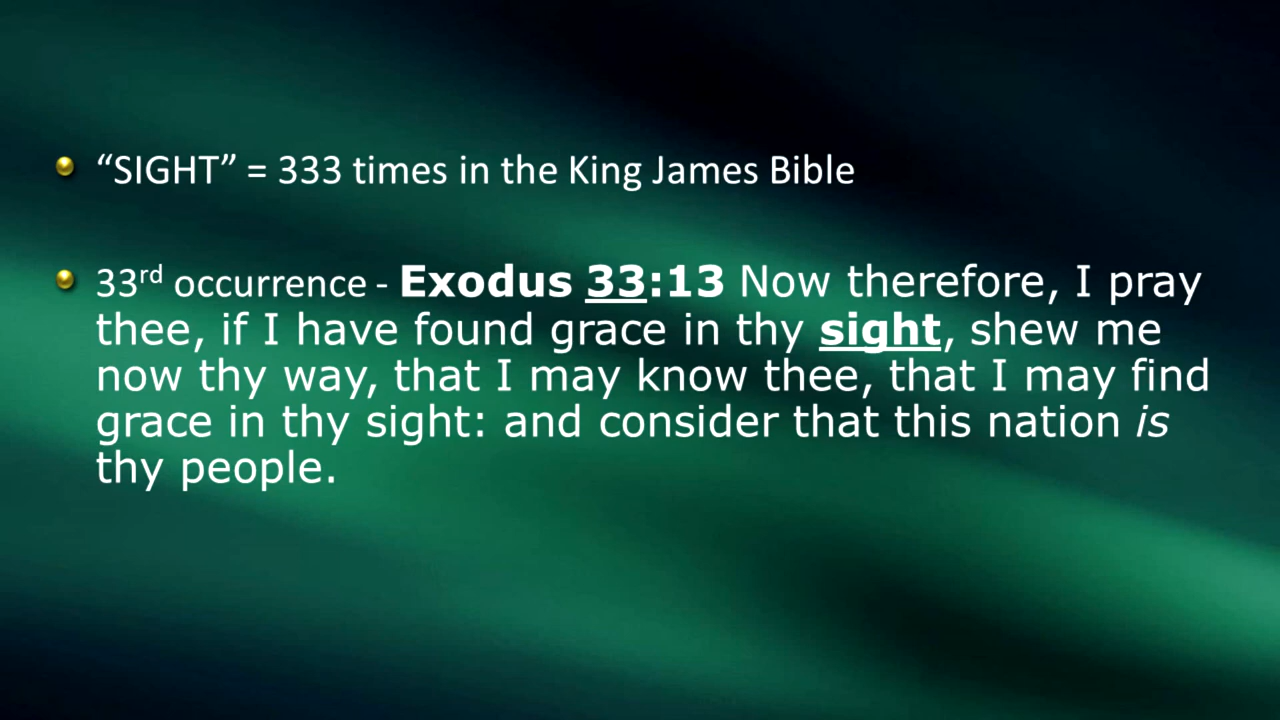 “SIGHT” = 333 times in the King James Bible
33rd occurrence - Exodus 33:13 Now therefore, I pray
thee, if I have found grace in thy sight, shew me
now thy way, that I may know thee, that I may find
grace in thy sight: and consider that this nation is
thy people.